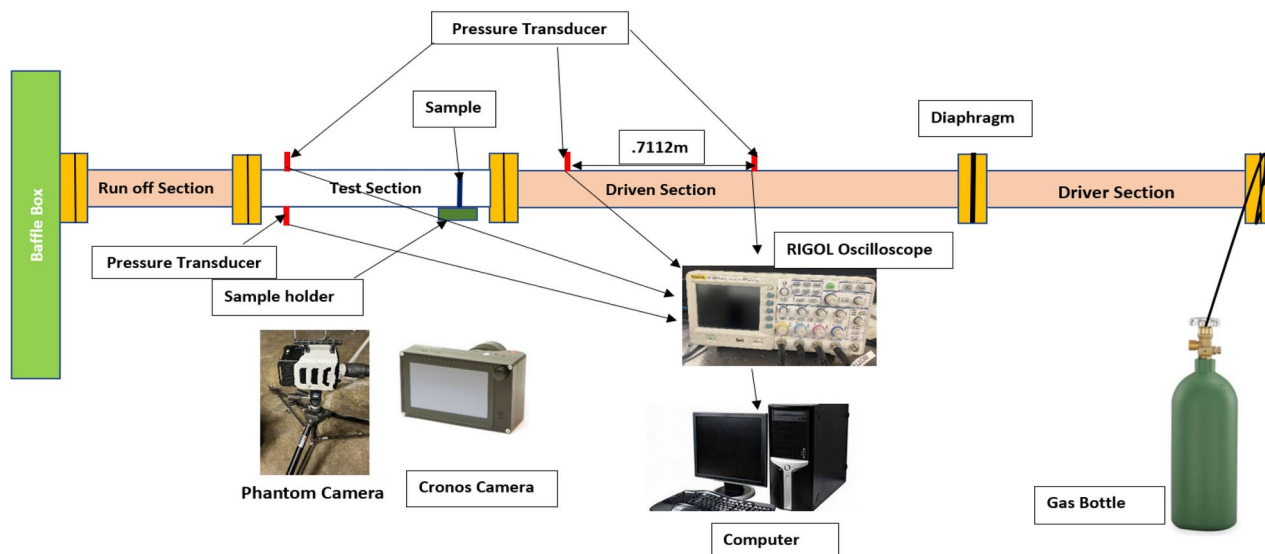 Pressure Transducer
Sample
Diaphragm
.7112m
Baffle Box
Run off Section
Test Section
Driven Section
Driver Section
Pressure Transducer
RIGOL Oscilloscope
Sample holder
Phantom Camera
Cronos Camera
Gas Bottle
Computer